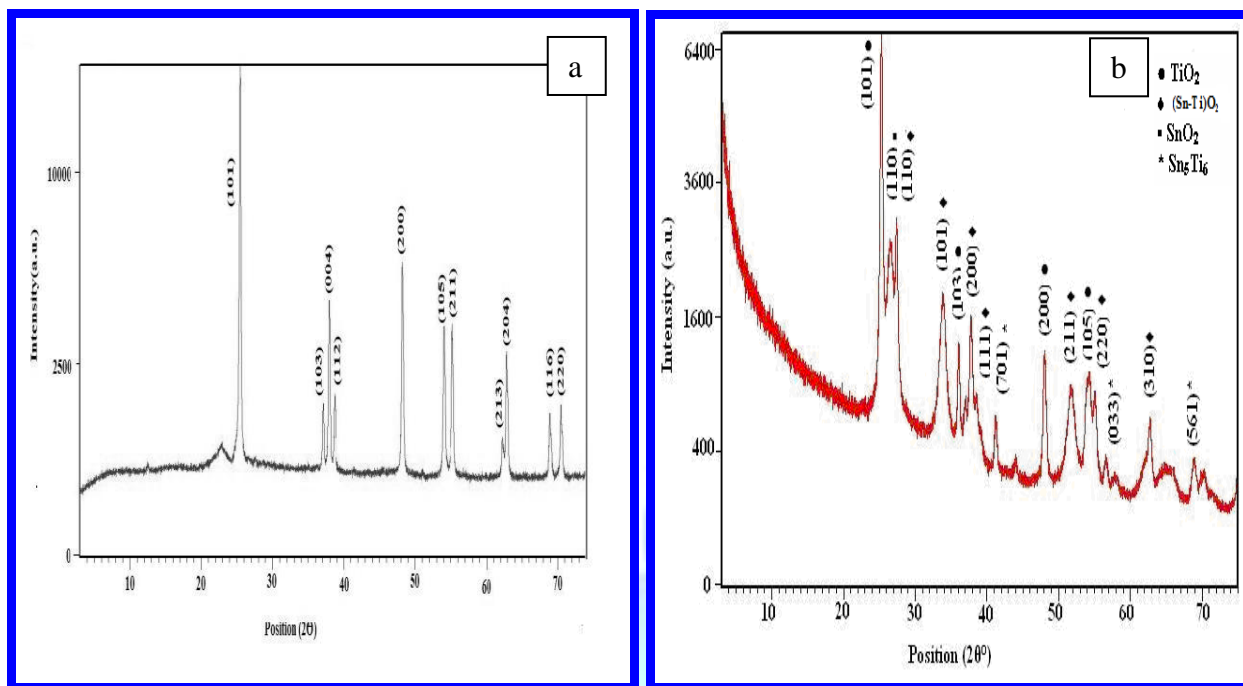 a
Intensity(a.u.)
10000
2500
0
(101)
(103)
(004)
(112)
(200)
(105)
(211)
(213)
(204)
(116)
(220)
10 20 30 40 50 60 70
Position (2Θ)
b
Intensity (a.u.)
6400
3600
1600
400
0
● TiO₂
♦ (Sn-Ti)O₂
▪ SnO₂
* Sn₅Ti₆
(101) ●
(110) ▪
(110) ♦
(101) ♦
(103) ●
(200) ♦
(111) ♦
(701) *
(200) ●
(211) ♦
(105) ●
(220) ♦
(033) *
(310) ♦
(561) *
10 20 30 40 50 60 70
Position (2θ°)